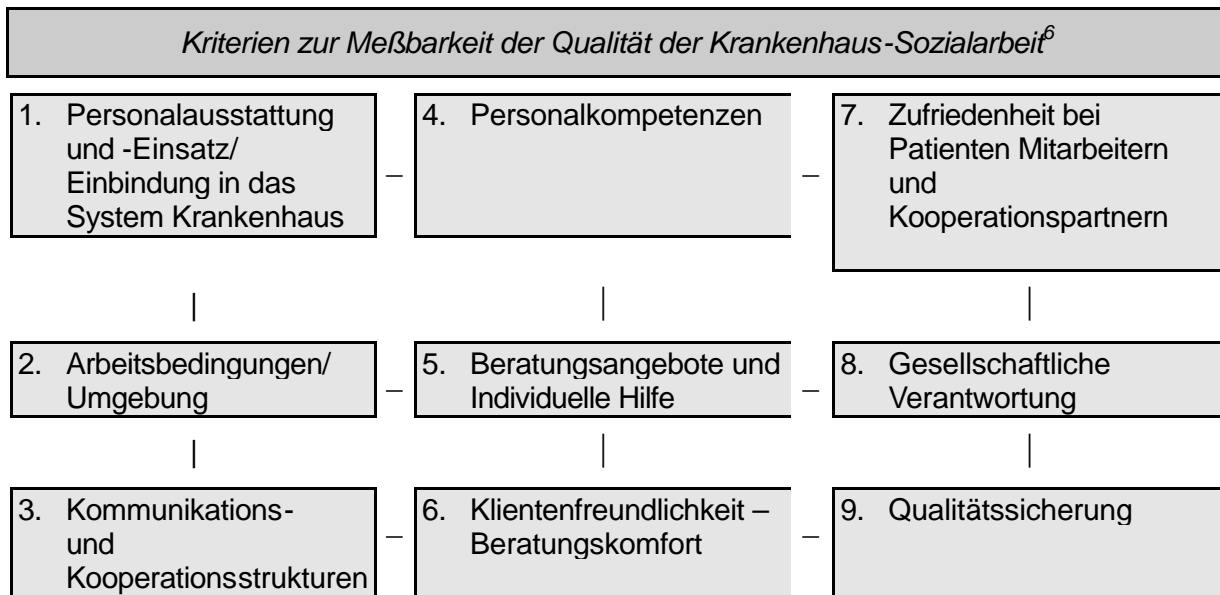 Kriterien zur Meßbarkeit der Qualität der Krankenhaus-Sozialarbeit6
1. Personalausstattung
und -Einsatz/
Einbindung in das
System Krankenhaus
2. Arbeitsbedingungen/
Umgebung
3. Kommunikations-
und
Kooperationsstrukturen
4. Personalkompetenzen
5. Beratungsangebote und
Individuelle Hilfe
6. Klientenfreundlichkeit –
Beratungskomfort
7. Zufriedenheit bei
Patienten Mitarbeitern
und
Kooperationspartnern
8. Gesellschaftliche
Verantwortung
9. Qualitätssicherung